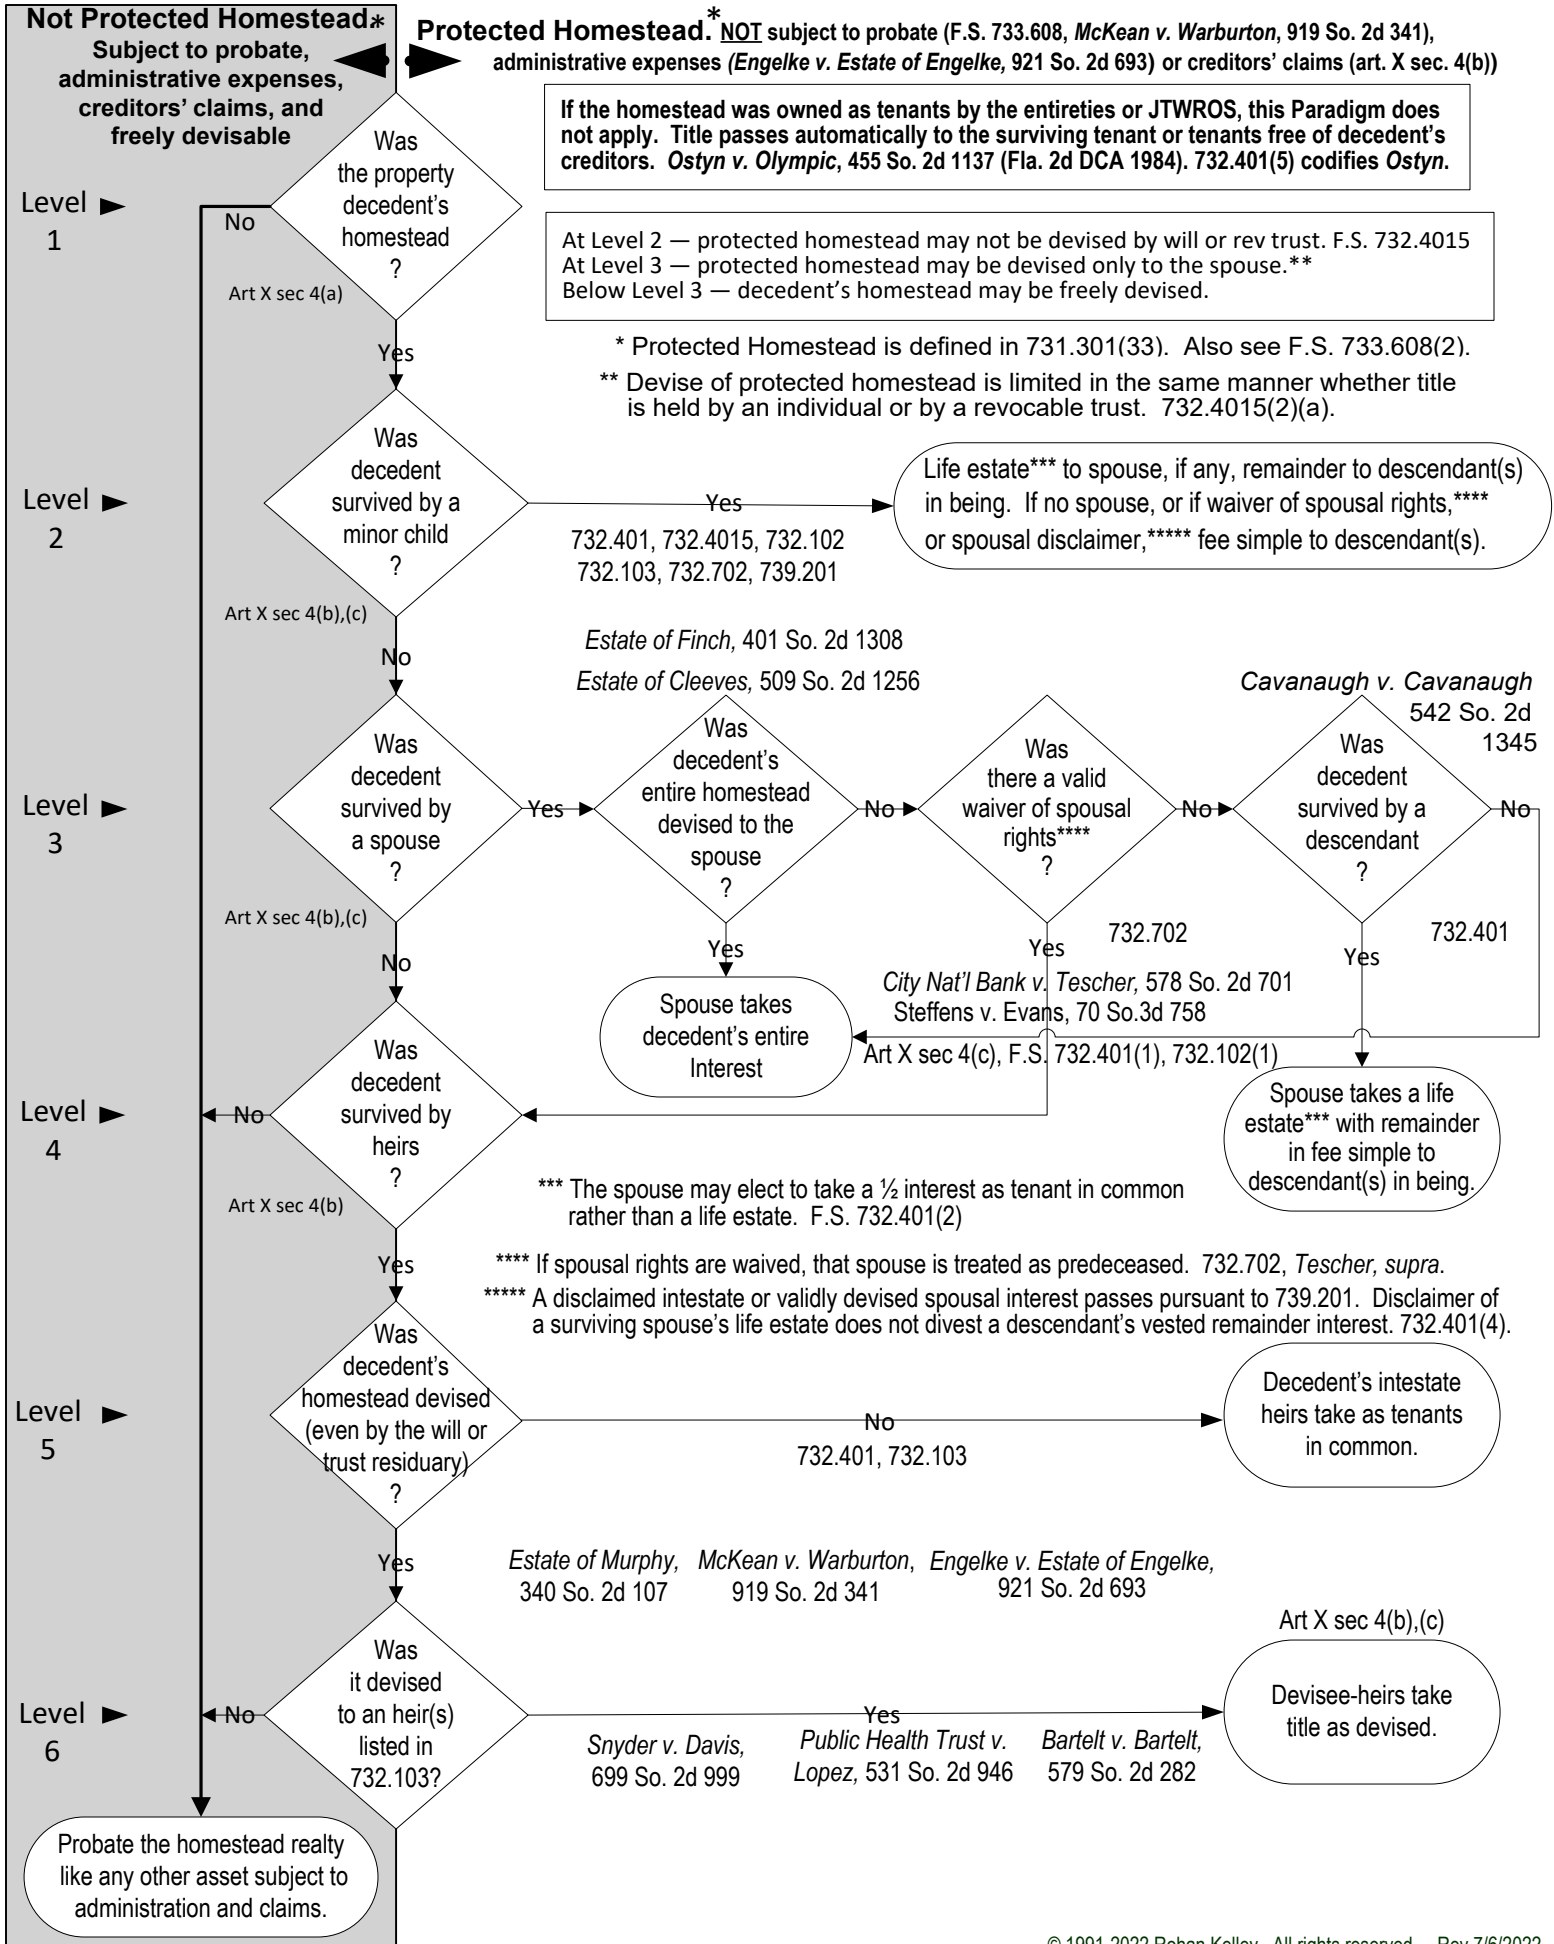 Not Protected Homestead.*
Subject to probate,
administrative expenses,
creditors' claims, and
freely devisable
Protected Homestead.* NOT subject to probate (F.S. 733.608, McKean v. Warburton, 919 So. 2d 341),
administrative expenses (Engelke v. Estate of Engelke, 921 So. 2d 693) or creditors' claims (art. X sec. 4(b))
If the homestead was owned as tenants by the entireties or JTWROS, this Paradigm does
not apply. Title passes automatically to the surviving tenant or tenants free of decedent's
creditors. Ostyn v. Olympic, 455 So. 2d 1137 (Fla. 2d DCA 1984). 732.401(5) codifies Ostyn.
Level
1
Was
the property
decedent's
homestead
?
No
Art X sec 4(a)
Yes
At Level 2 — protected homestead may not be devised by will or rev trust. F.S. 732.4015
At Level 3 — protected homestead may be devised only to the spouse.**
Below Level 3 — decedent's homestead may be freely devised.
* Protected Homestead is defined in 731.301(33). Also see F.S. 733.608(2).
** Devise of protected homestead is limited in the same manner whether title
is held by an individual or by a revocable trust. 732.4015(2)(a).
Level
2
Was
decedent
survived by a
minor child
?
Yes
732.401, 732.4015, 732.102
732.103, 732.702, 739.201
Life estate*** to spouse, if any, remainder to descendant(s)
in being. If no spouse, or if waiver of spousal rights,****
or spousal disclaimer,***** fee simple to descendant(s).
Art X sec 4(b),(c)
No
Estate of Finch, 401 So. 2d 1308
Estate of Cleeves, 509 So. 2d 1256
Cavanaugh v. Cavanaugh
542 So. 2d
1345
Level
3
Was
decedent
survived by
a spouse
?
Yes
Was
decedent's
entire homestead
devised to the
spouse
?
No
Was
there a valid
waiver of spousal
rights****
?
No
Was
decedent
survived by a
descendant
?
No
Art X sec 4(b),(c)
No
Yes
Yes
732.702
Yes
732.401
City Nat'l Bank v. Tescher, 578 So. 2d 701
Steffens v. Evans, 70 So.3d 758
Spouse takes
decedent's entire
Interest
Art X sec 4(c), F.S. 732.401(1), 732.102(1)
Spouse takes a life
estate*** with remainder
in fee simple to
descendant(s) in being.
Level
4
Was
decedent
survived by
heirs
?
No
Art X sec 4(b)
Yes
*** The spouse may elect to take a ½ interest as tenant in common
rather than a life estate. F.S. 732.401(2)
**** If spousal rights are waived, that spouse is treated as predeceased. 732.702, Tescher, supra.
***** A disclaimed intestate or validly devised spousal interest passes pursuant to 739.201. Disclaimer of
a surviving spouse's life estate does not divest a descendant's vested remainder interest. 732.401(4).
Level
5
Was
decedent's
homestead devised
(even by the will or
trust residuary)
?
No
732.401, 732.103
Decedent's intestate
heirs take as tenants
in common.
Yes
Estate of Murphy,
340 So. 2d 107
McKean v. Warburton,
919 So. 2d 341
Engelke v. Estate of Engelke,
921 So. 2d 693
Level
6
Was
it devised
to an heir(s)
listed in
732.103?
No
Yes
Snyder v. Davis,
699 So. 2d 999
Public Health Trust v.
Lopez, 531 So. 2d 946
Bartelt v. Bartelt,
579 So. 2d 282
Art X sec 4(b),(c)
Devisee-heirs take
title as devised.
Probate the homestead realty
like any other asset subject to
administration and claims.
© 1991-2022 Rohan Kelley - All rights reserved. Rev 7/6/2022